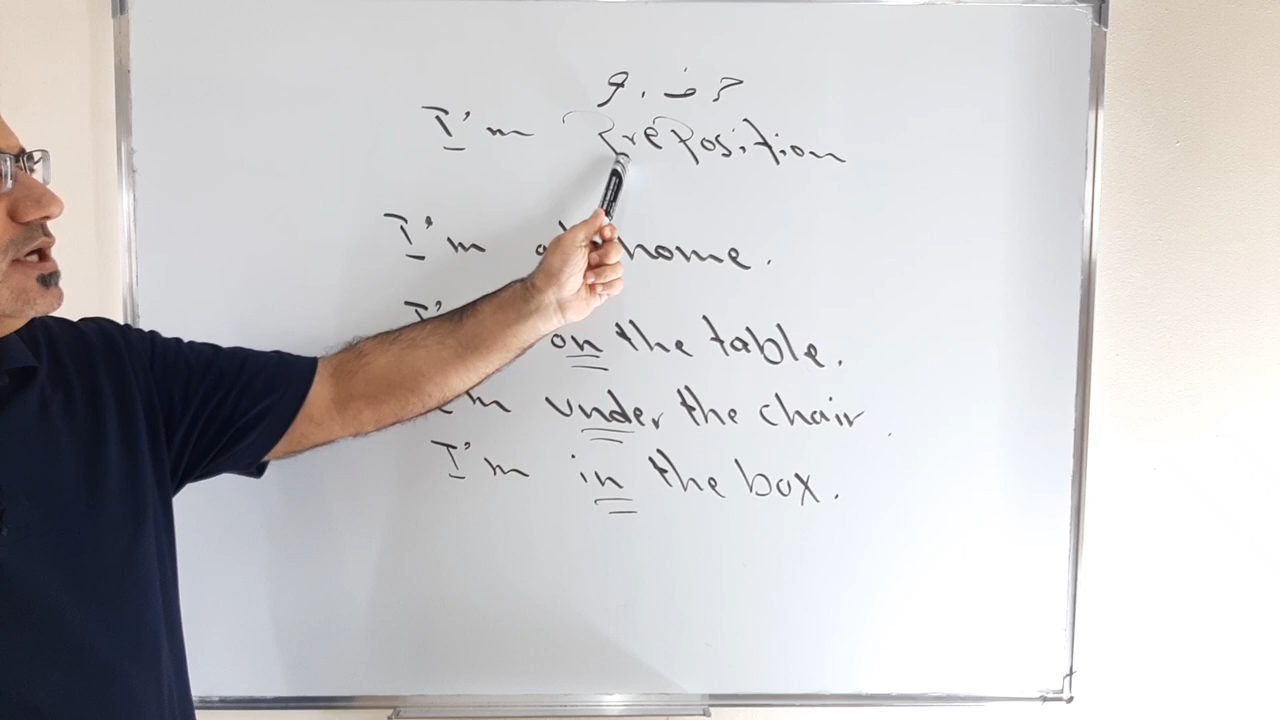 I'm preposition
I'm at home.
I'm on the table.
I'm under the chair.
I'm in the box.